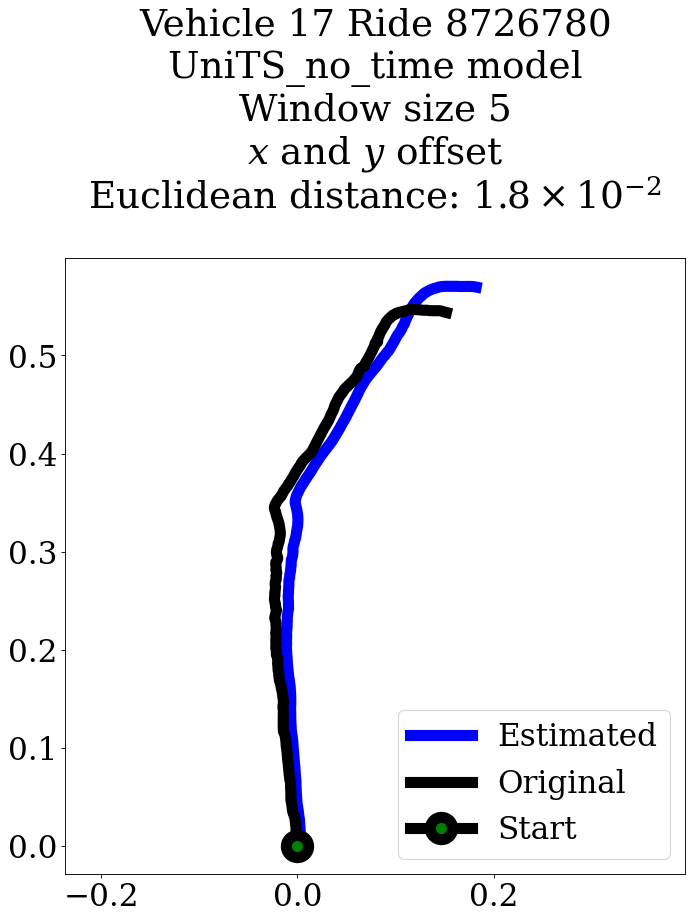 Vehicle 17 Ride 8726780
UniTS_no_time model
Window size 5
x and y offset
Euclidean distance: 1.8 × 10⁻²
0.5
0.4
0.3
0.2
0.1
0.0
−0.2 0.0 0.2
Estimated
Original
Start